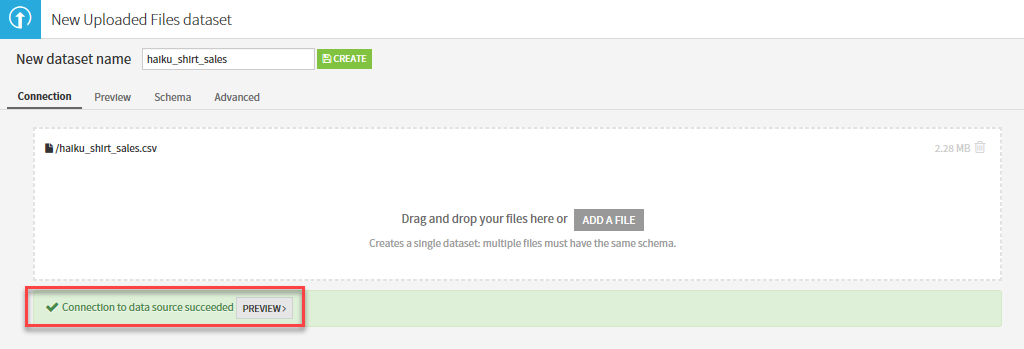 New Uploaded Files dataset
New dataset name haiku_shirt_sales CREATE
Connection Preview Schema Advanced
/haiku_shirt_sales.csv 2.28 MB
Drag and drop your files here or ADD A FILE
Creates a single dataset: multiple files must have the same schema.
Connection to data source succeeded PREVIEW ›